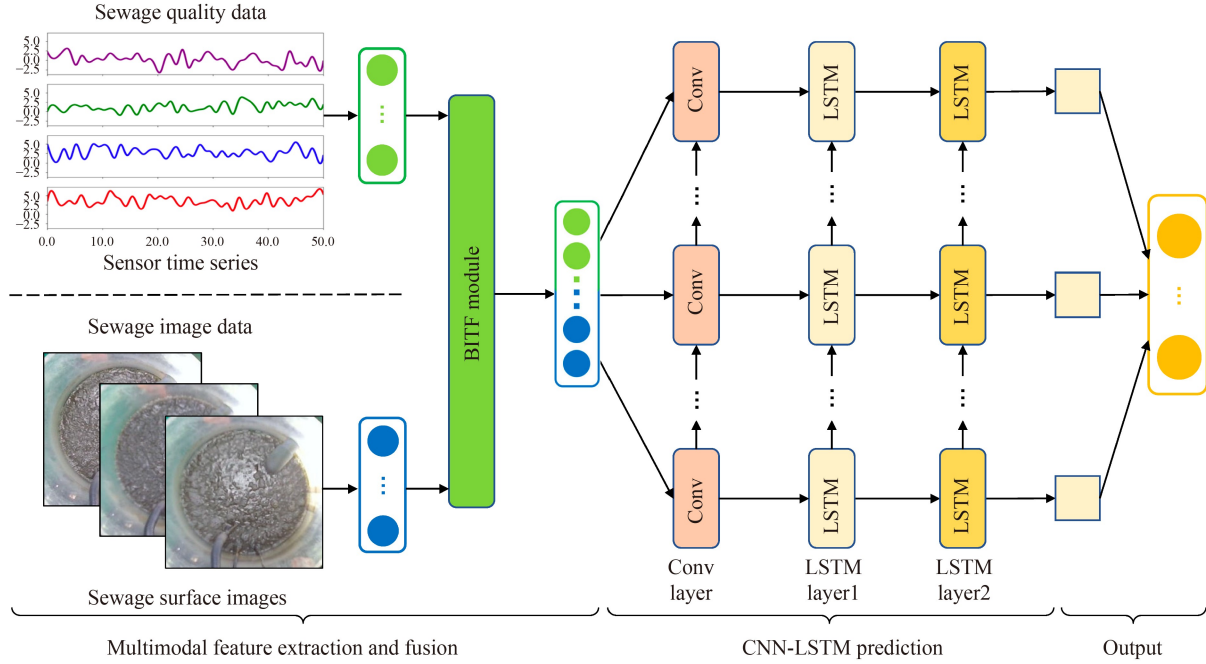 Sewage quality data
5.0
2.5
0.0
−2.5
5.0
2.5
0.0
−2.5
5.0
2.5
0.0
−2.5
5.0
2.5
0.0
−2.5
0.0 10.0 20.0 30.0 40.0 50.0
Sensor time series
Sewage image data
Sewage surface images
BITF module
Conv
LSTM
LSTM
Conv
LSTM
LSTM
Conv
LSTM
LSTM
Conv
layer
LSTM
layer1
LSTM
layer2
Multimodal feature extraction and fusion
CNN-LSTM prediction
Output